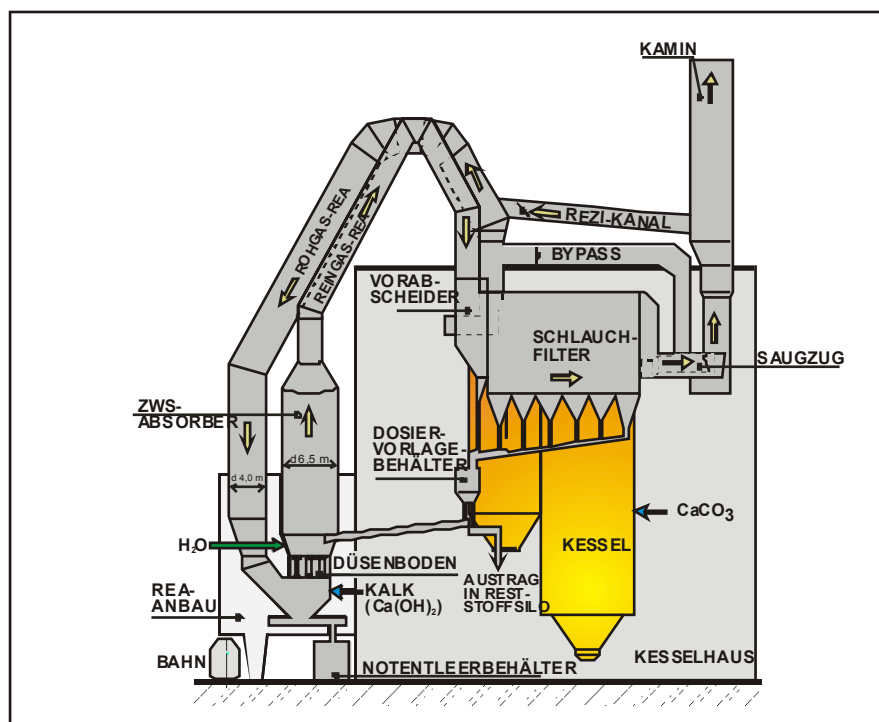 KAMIN
ROHGAS-REA
REINGAS-REA
REZI-KANAL
BYPASS
VORAB-
SCHEIDER
SCHLAUCH-
FILTER
SAUGZUG
ZWS-
ABSORBER
DOSIER-
VORLAGE-
BEHÄLTER
d 4,0 m
d 6,5 m
CaCO3
H2O
DÜSENBODEN
KESSEL
REA-
ANBAU
KALK
(Ca(OH)2)
AUSTRAG
IN REST-
STOFFSILO
BAHN
NOTENTLEERBEHÄLTER
KESSELHAUS